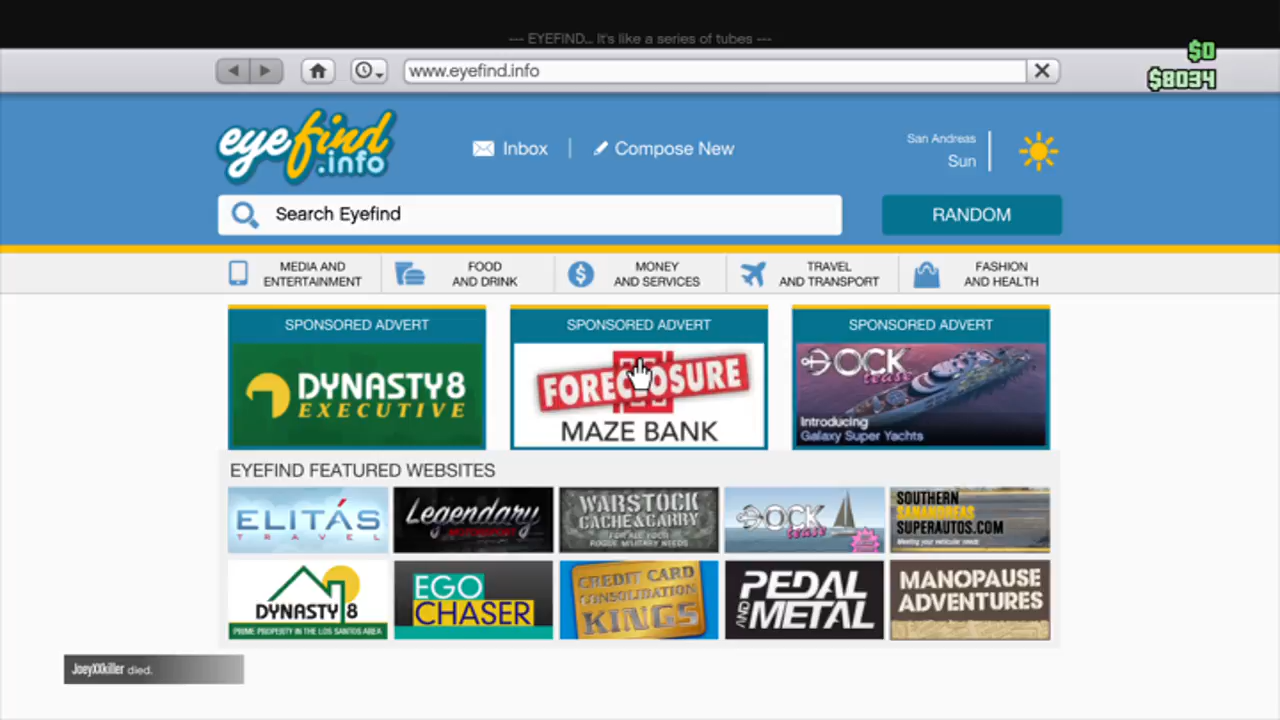 --- EYEFIND... It's like a series of tubes ---
$0
www.eyefind.info
$8034
eyefind.info
Inbox
Compose New
San Andreas
Sun
Search Eyefind
RANDOM
MEDIA AND
ENTERTAINMENT
FOOD
AND DRINK
MONEY
AND SERVICES
TRAVEL
AND TRANSPORT
FASHION
AND HEALTH
SPONSORED ADVERT
DYNASTY 8
EXECUTIVE
SPONSORED ADVERT
FORECLOSURE
MAZE BANK
SPONSORED ADVERT
DOCK
tease
Introducing
Galaxy Super Yachts
EYEFIND FEATURED WEBSITES
ELITÁS
TRAVEL
Legendary
MOTORSPORT
WARSTOCK
CACHE & CARRY
FOR ALL YOUR
ROGUE MILITARY NEEDS
DOCK
tease
SOUTHERN
SANANDREAS
SUPERAUTOS.COM
Meeting your vehicular needs
DYNASTY 8
PRIME PROPERTY IN THE LOS SANTOS AREA
EGO
CHASER
CREDIT CARD
CONSOLIDATION
KINGS
PEDAL
AND METAL
MANOPAUSE
ADVENTURES
JoeyXXkiller died.